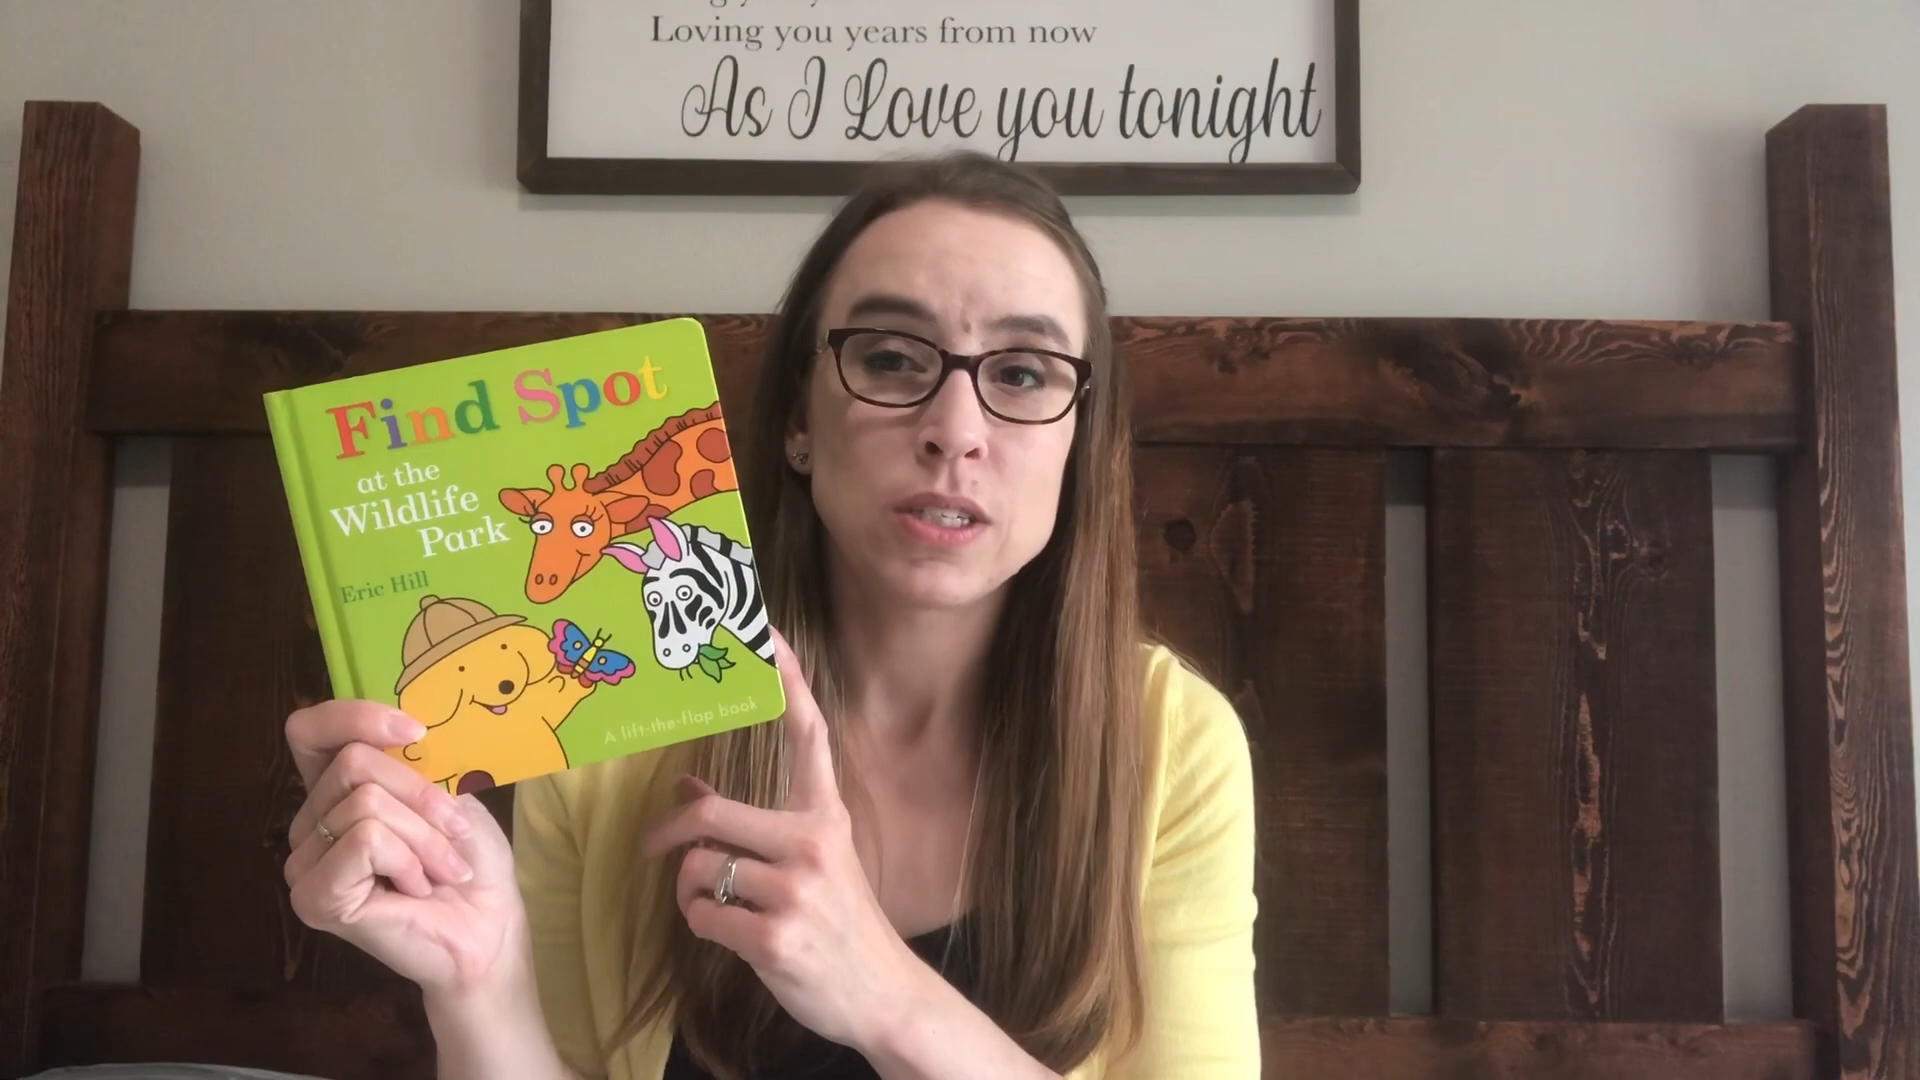 Loving you years from now
As I Love you tonight
Find Spot
at the
Wildlife
Park
Eric Hill
A lift-the-flap book